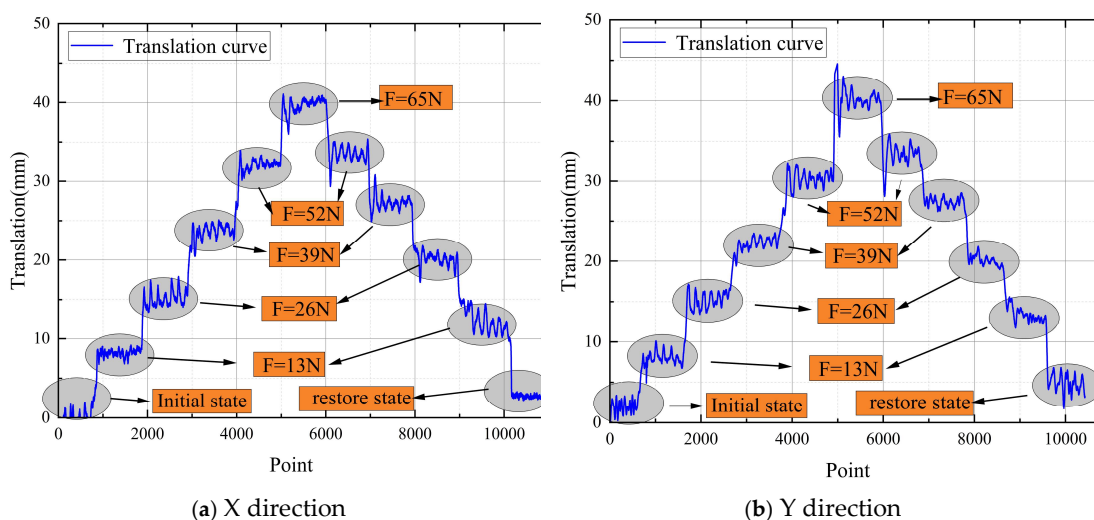 50
Translation curve
40
F=65N
30
F=52N
20
F=39N
F=26N
10
F=13N
Initial state
restore state
0
0 2000 4000 6000 8000 10000
Translation(mm)
Point
(a) X direction
50
Translation curve
40
F=65N
30
F=52N
20
F=39N
F=26N
10
F=13N
Initial state
restore state
0
0 2000 4000 6000 8000 10000
Translation(mm)
Point
(b) Y direction